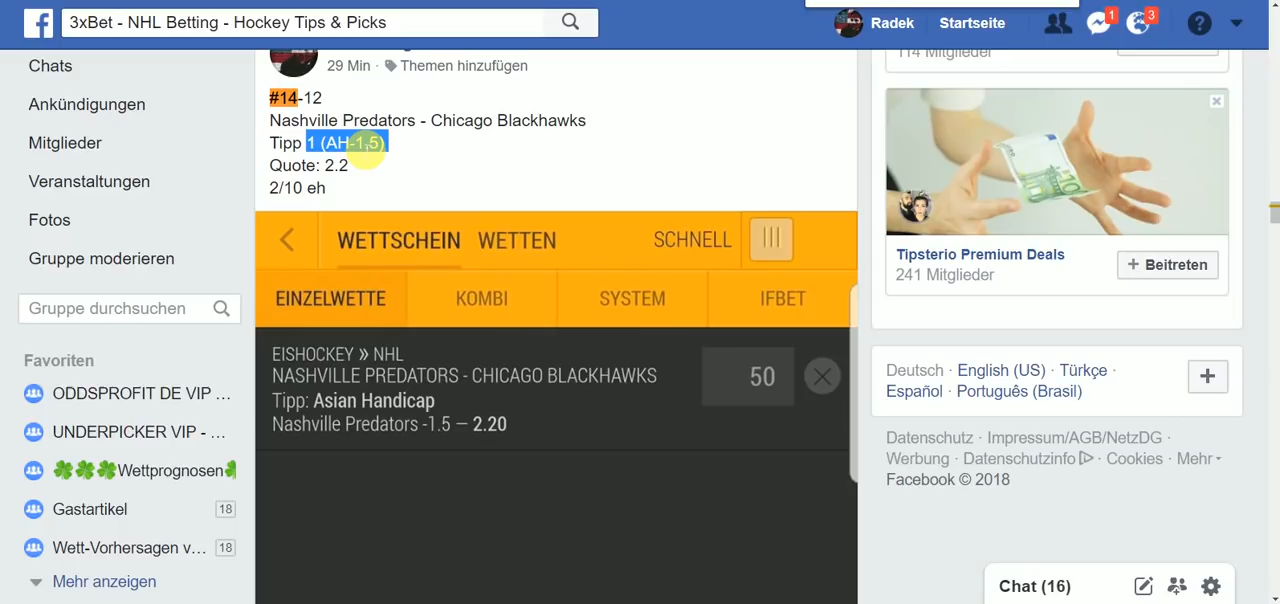 3xBet - NHL Betting - Hockey Tips & Picks
Radek
Startseite
1
3
Chats
Ankündigungen
Mitglieder
Veranstaltungen
Fotos
Gruppe moderieren
Gruppe durchsuchen
Favoriten
ODDSPROFIT DE VIP ...
UNDERPICKER VIP - ...
🍀🍀🍀Wettprognosen🍀
Gastartikel 18
Wett-Vorhersagen v... 18
Mehr anzeigen
29 Min · Themen hinzufügen
#14-12
Nashville Predators - Chicago Blackhawks
Tipp 1 (AH-1,5)
Quote: 2.2
2/10 eh
WETTSCHEIN WETTEN SCHNELL
EINZELWETTE KOMBI SYSTEM IFBET
EISHOCKEY » NHL
NASHVILLE PREDATORS - CHICAGO BLACKHAWKS
50
Tipp: Asian Handicap
Nashville Predators -1.5 — 2.20
114 Mitglieder
Tipsterio Premium Deals
241 Mitglieder
+ Beitreten
Deutsch · English (US) · Türkçe ·
Español · Português (Brasil)
Datenschutz · Impressum/AGB/NetzDG ·
Werbung · Datenschutzinfo · Cookies · Mehr
Facebook © 2018
Chat (16)